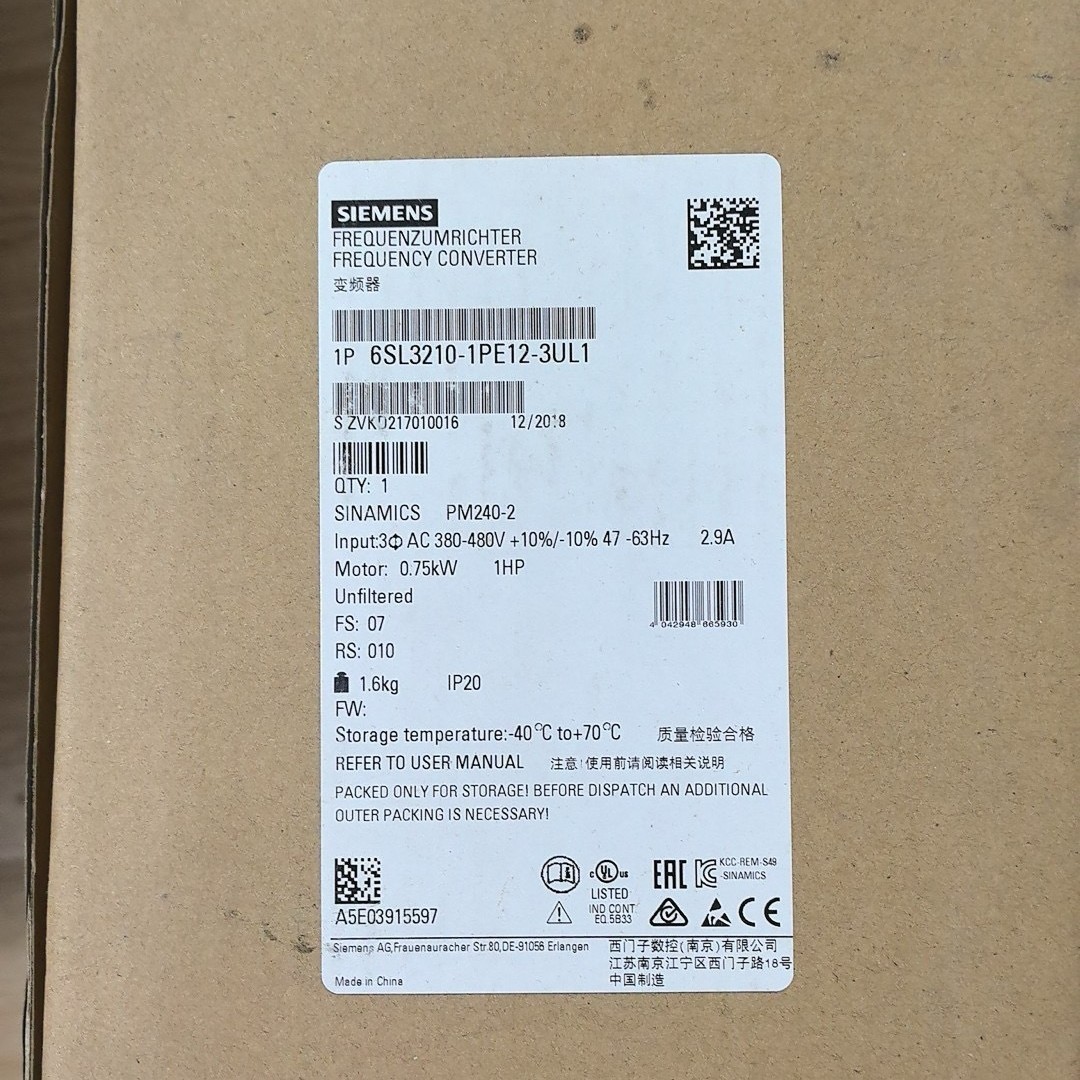 SIEMENS
FREQUENZUMRICHTER
FREQUENCY CONVERTER
变频器
1P 6SL3210-1PE12-3UL1
S ZVKD217010016 12/2018
QTY: 1
SINAMICS PM240-2
Input:3Φ AC 380-480V +10%/-10% 47 -63Hz 2.9A
Motor: 0.75kW 1HP
Unfiltered
FS: 07
4 042948 665930
RS: 010
1.6kg IP20
FW:
Storage temperature:-40℃ to+70℃ 质量检验合格
REFER TO USER MANUAL 注意!使用前请阅读相关说明
PACKED ONLY FOR STORAGE! BEFORE DISPATCH AN ADDITIONAL
OUTER PACKING IS NECESSARY!
c UL us
LISTED
IND CONT.
EQ.5B33
EAC
KCC-REM-S49
-SINAMICS
CE
A5E03915597
Siemens AG,Frauenauracher Str.80,DE-91056 Erlangen
Made in China
西门子数控(南京)有限公司
江苏南京江宁区西门子路18号
中国制造